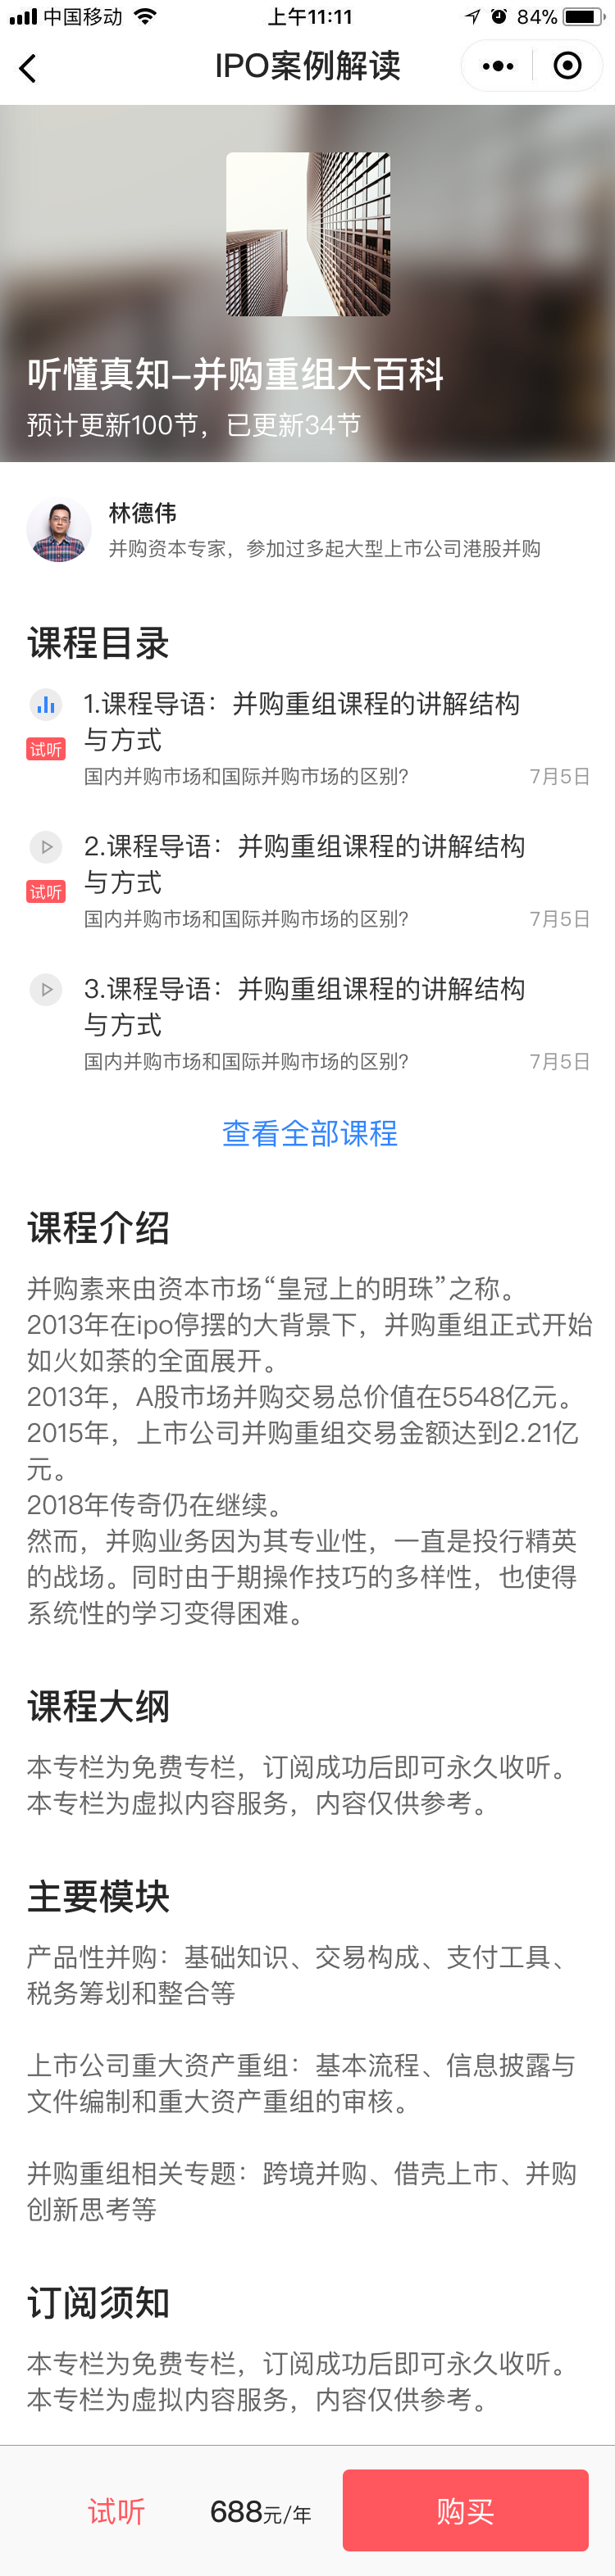 中国移动
上午11:11
84%
IPO案例解读
听懂真知-并购重组大百科
预计更新100节，已更新34节
林德伟
并购资本专家，参加过多起大型上市公司港股并购
课程目录
1.课程导语：并购重组课程的讲解结构
与方式
试听
国内并购市场和国际并购市场的区别? 7月5日
2.课程导语：并购重组课程的讲解结构
与方式
试听
国内并购市场和国际并购市场的区别? 7月5日
3.课程导语：并购重组课程的讲解结构
与方式
国内并购市场和国际并购市场的区别? 7月5日
查看全部课程
课程介绍
并购素来由资本市场“皇冠上的明珠”之称。
2013年在ipo停摆的大背景下，并购重组正式开始
如火如荼的全面展开。
2013年，A股市场并购交易总价值在5548亿元。
2015年，上市公司并购重组交易金额达到2.21亿
元。
2018年传奇仍在继续。
然而，并购业务因为其专业性，一直是投行精英
的战场。同时由于期操作技巧的多样性，也使得
系统性的学习变得困难。
课程大纲
本专栏为免费专栏，订阅成功后即可永久收听。
本专栏为虚拟内容服务，内容仅供参考。
主要模块
产品性并购：基础知识、交易构成、支付工具、
税务筹划和整合等
上市公司重大资产重组：基本流程、信息披露与
文件编制和重大资产重组的审核。
并购重组相关专题：跨境并购、借壳上市、并购
创新思考等
订阅须知
本专栏为免费专栏，订阅成功后即可永久收听。
本专栏为虚拟内容服务，内容仅供参考。
试听 688元/年 购买